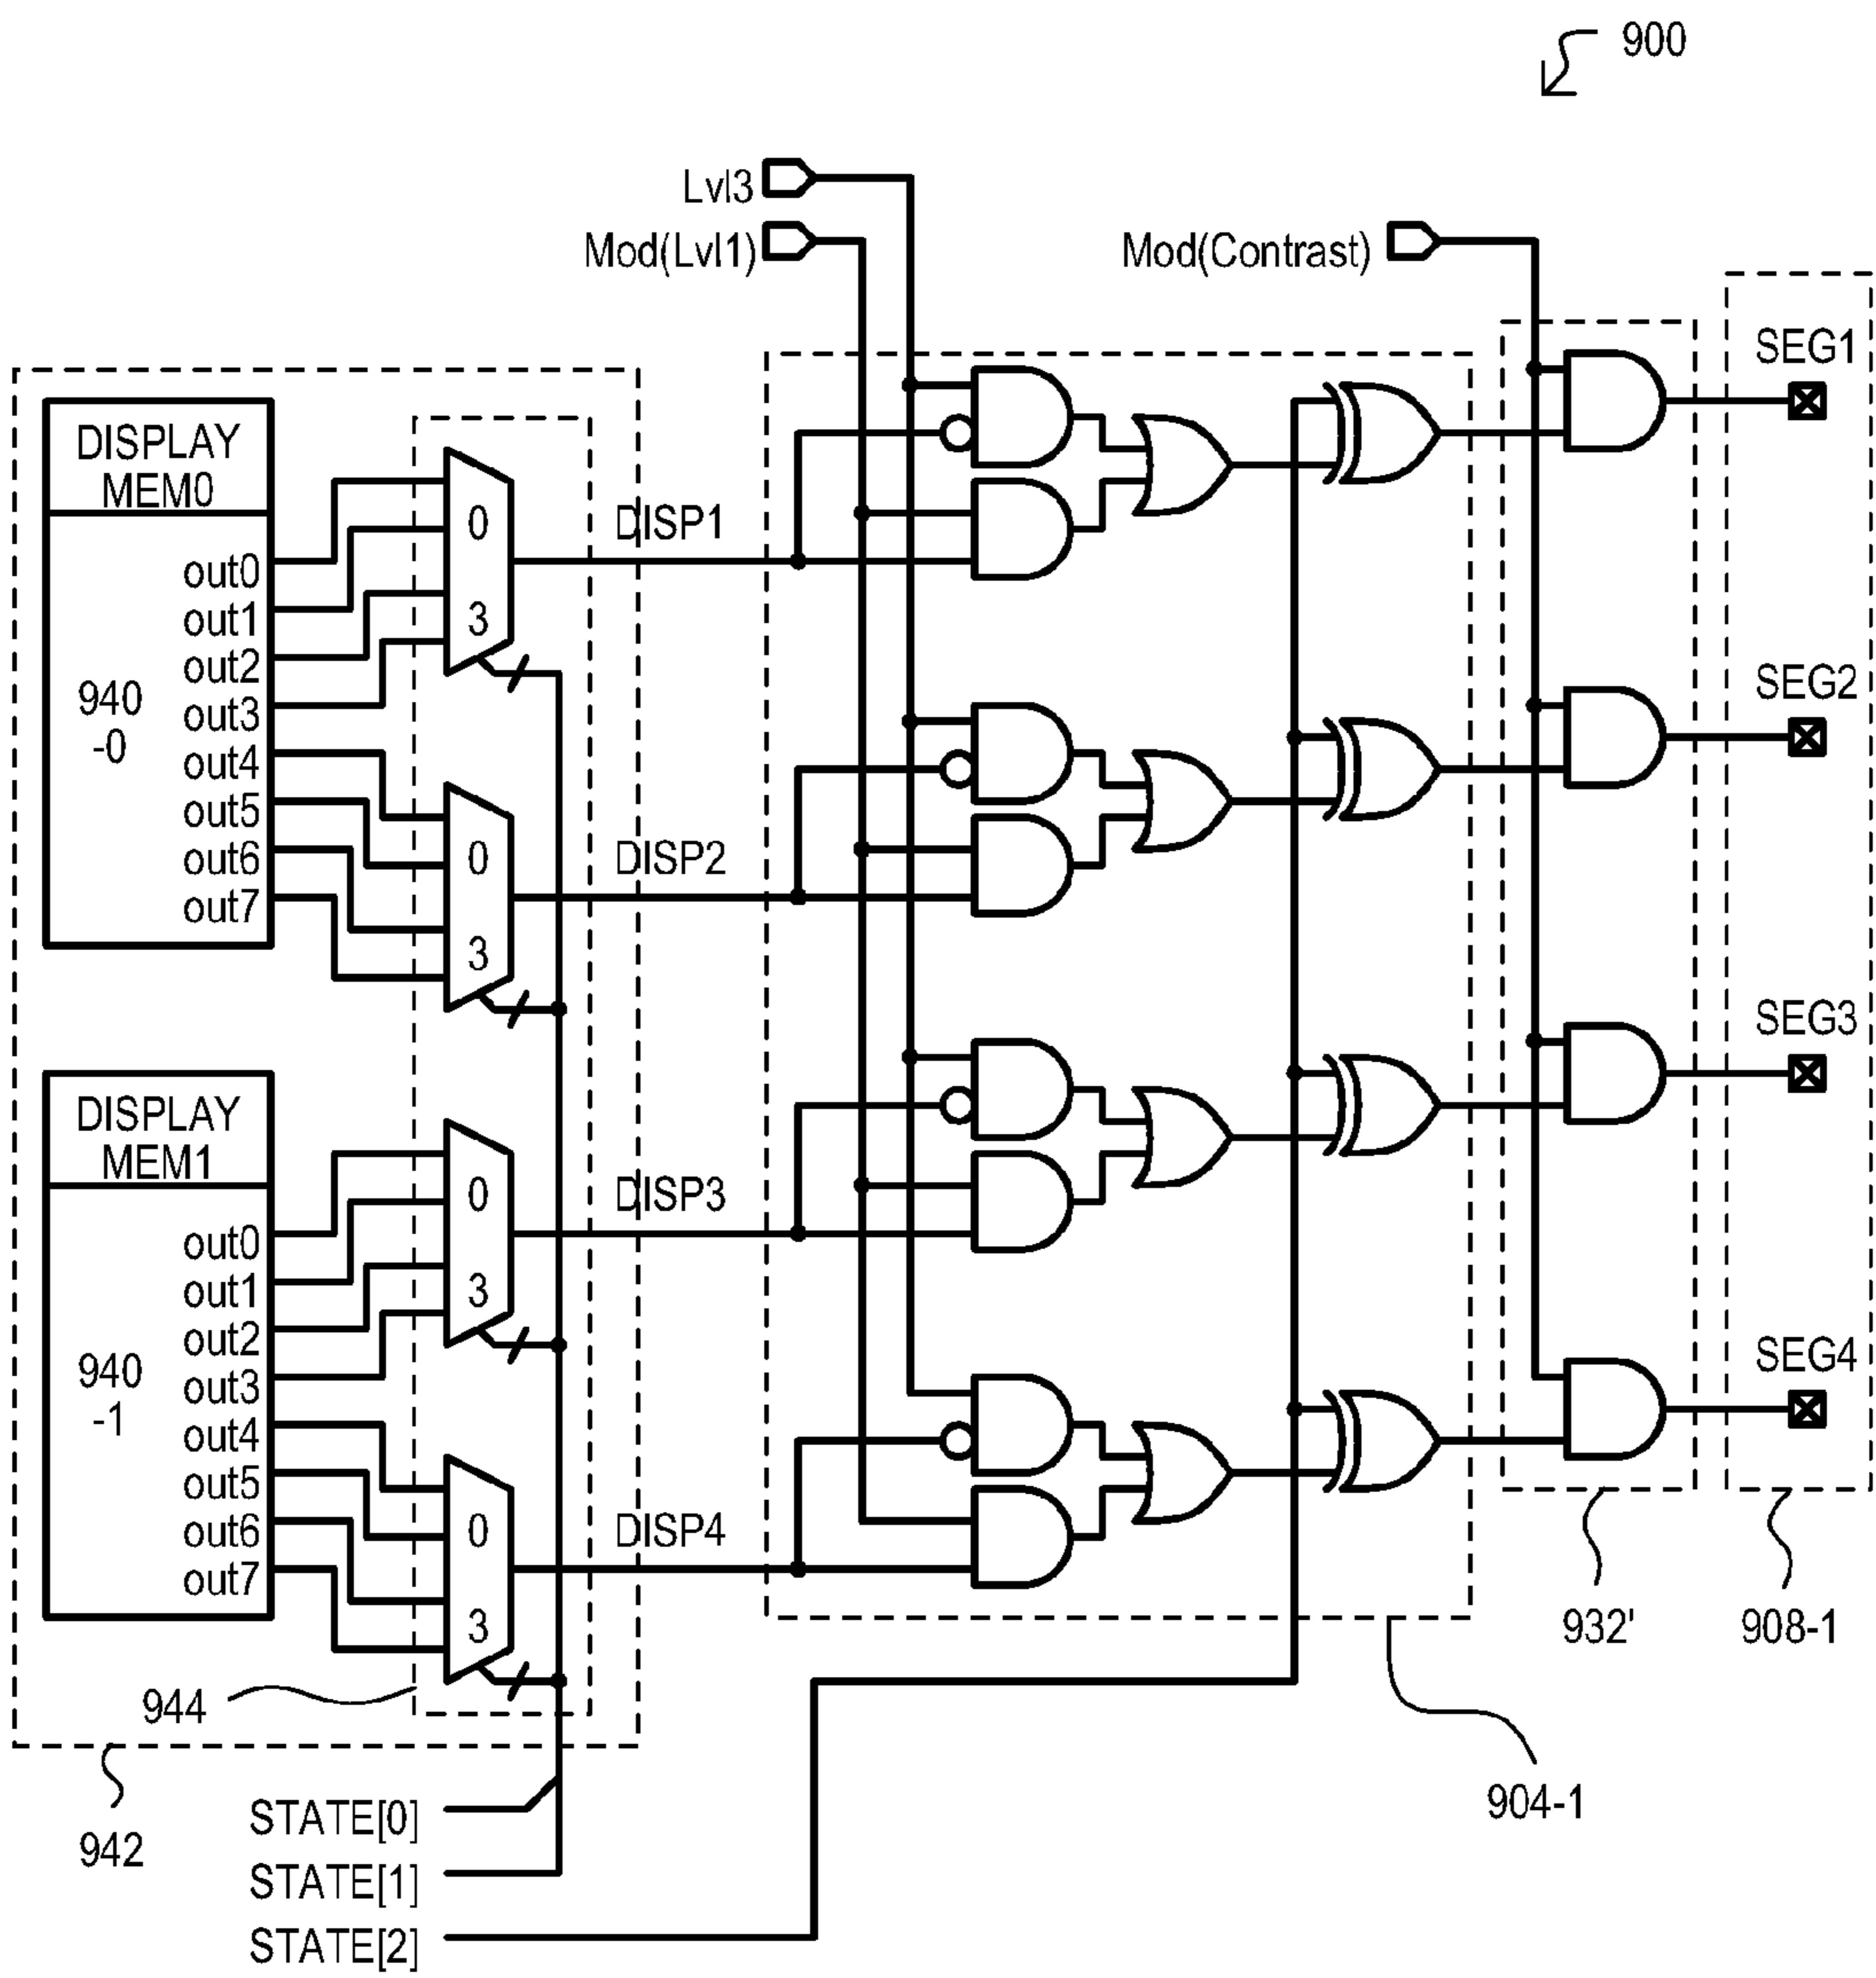 900
Lvl3
Mod(Lvl1)
Mod(Contrast)
SEG1
DISPLAY
MEM0
0
3
DISP1
out0
out1
out2
out3
out4
out5
out6
out7
940
-0
SEG2
0
3
DISP2
SEG3
DISPLAY
MEM1
0
3
DISP3
out0
out1
out2
out3
out4
out5
out6
out7
940
-1
SEG4
0
3
DISP4
932'
908-1
944
904-1
942
STATE[0]
STATE[1]
STATE[2]